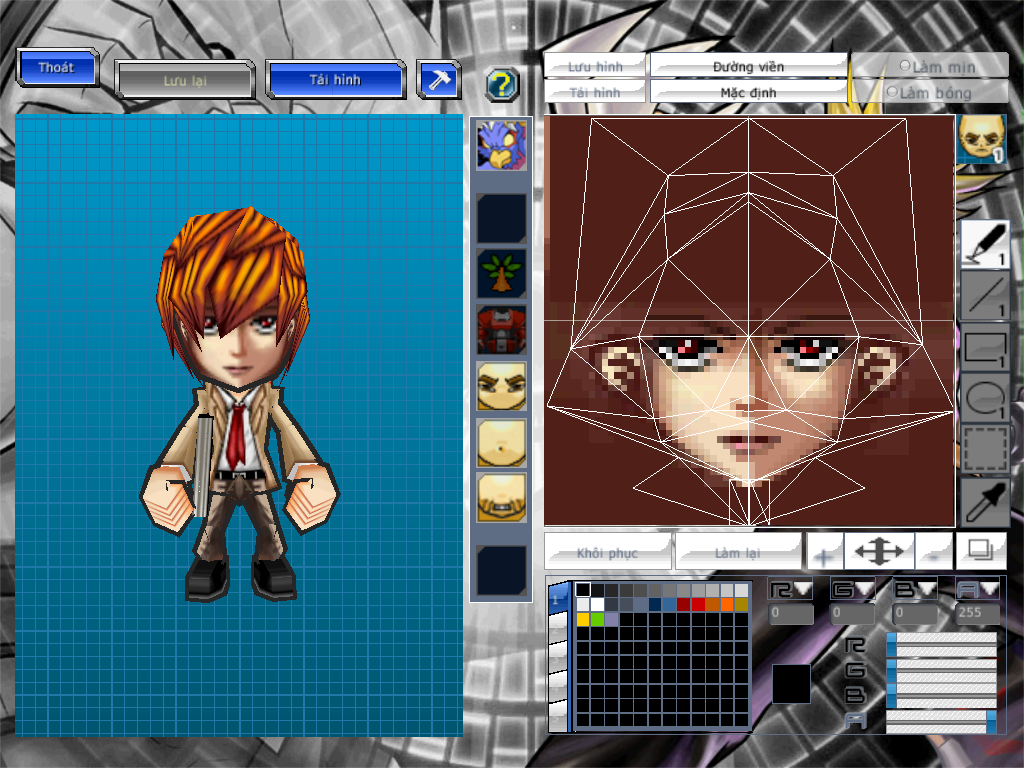 Thoát
Lưu lại
Tải hình
?
Lưu hình
Đường viền
Làm mịn
Tải hình
Mặc định
Làm bóng
1
1
1
1
1
Khôi phục
Làm lại
+
-
1
R G B A
0 0 0 255
R
G
B
A